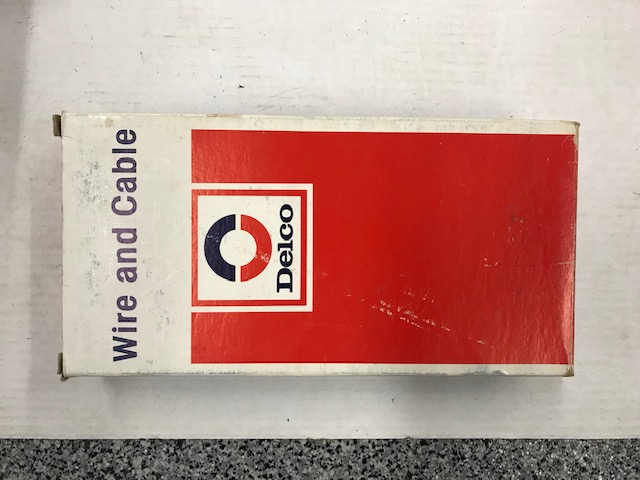 Wire and Cable
Delco